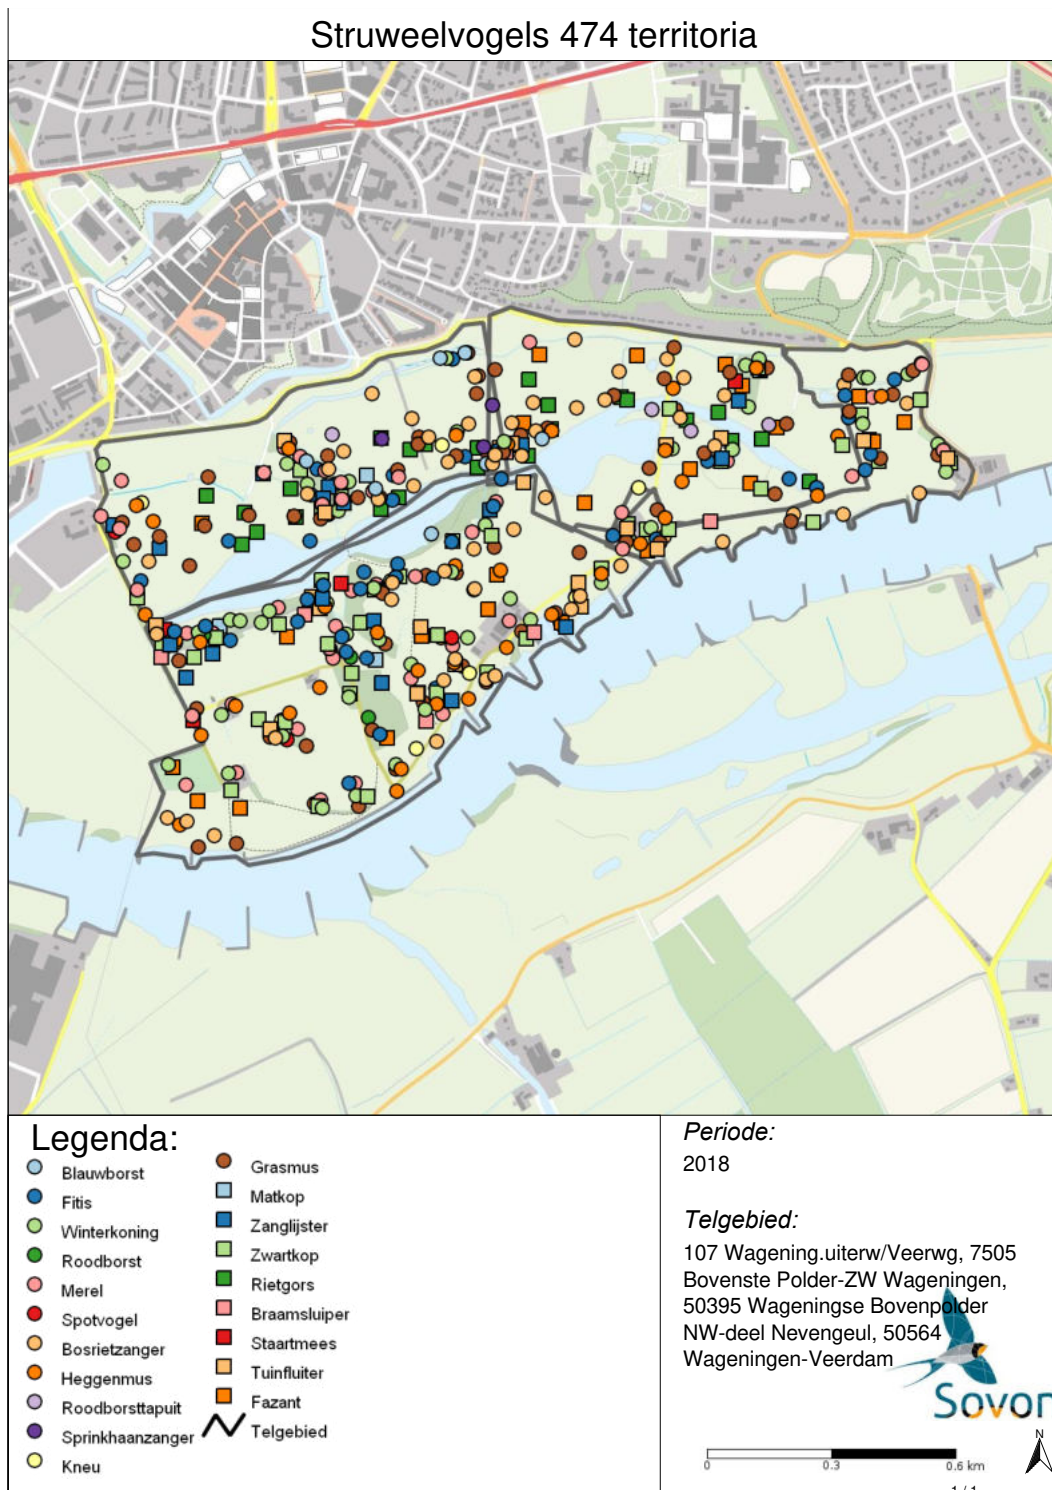 Struweelvogels 474 territoria
Legenda:
Blauwborst
Fitis
Winterkoning
Roodborst
Merel
Spotvogel
Bosrietzanger
Heggenmus
Roodborsttapuit
Sprinkhaanzanger
Kneu
Grasmus
Matkop
Zanglijster
Zwartkop
Rietgors
Braamsluiper
Staartmees
Tuinfluiter
Fazant
Telgebied
Periode:
2018
Telgebied:
107 Wagening.uiterw/Veerwg, 7505
Bovenste Polder-ZW Wageningen,
50395 Wageningse Bovenpolder
NW-deel Nevengeul, 50564
Wageningen-Veerdam
Sovon
N
0 0.3 0.6 km
1 / 1